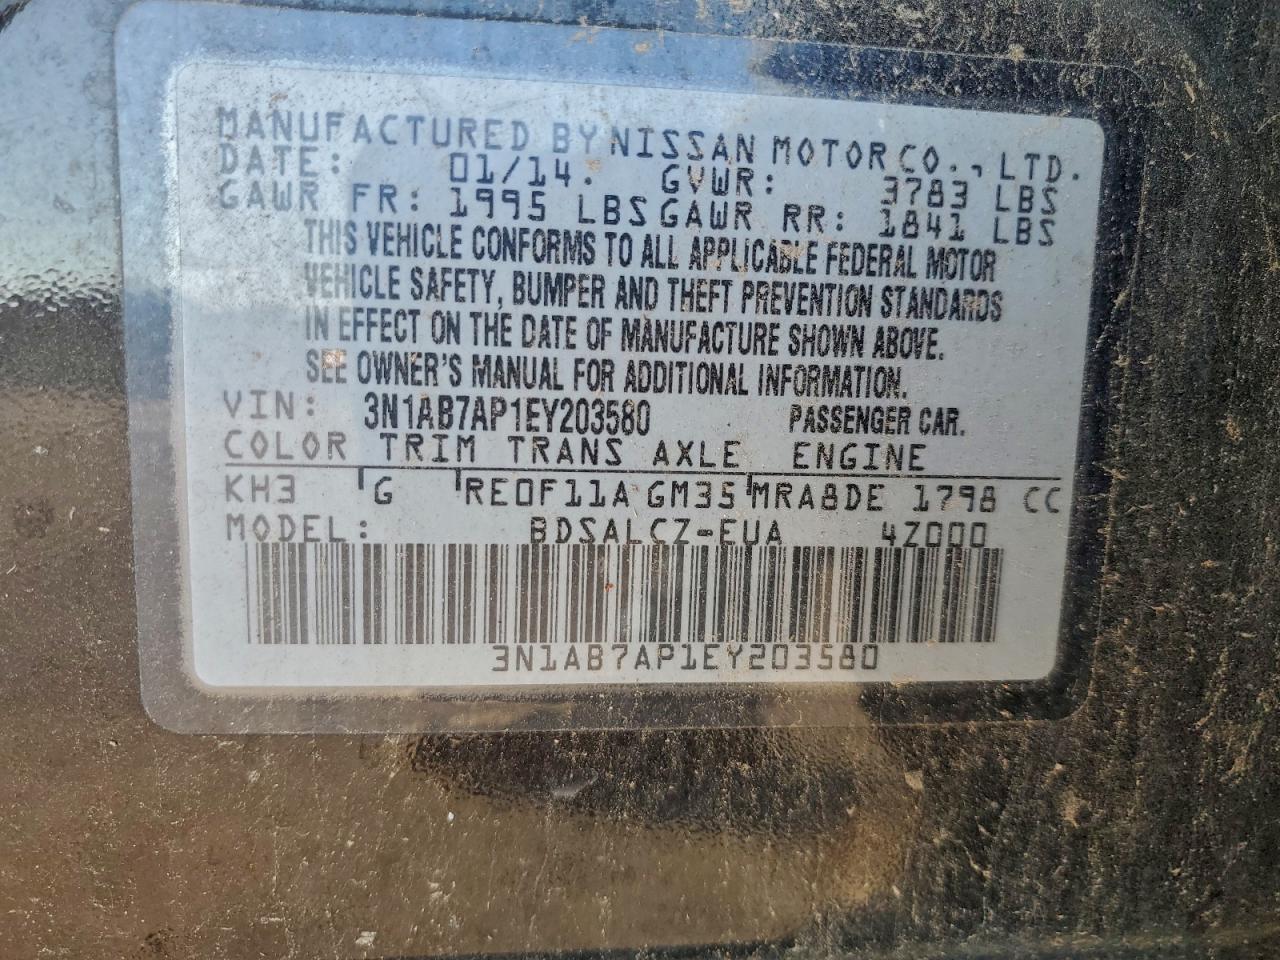 MANUFACTURED BY NISSAN MOTOR CO., LTD.
DATE: 01/14. GVWR: 3783 LBS
GAWR FR: 1995 LBS GAWR RR: 1841 LBS
THIS VEHICLE CONFORMS TO ALL APPLICABLE FEDERAL MOTOR
VEHICLE SAFETY, BUMPER AND THEFT PREVENTION STANDARDS
IN EFFECT ON THE DATE OF MANUFACTURE SHOWN ABOVE.
SEE OWNER'S MANUAL FOR ADDITIONAL INFORMATION.
VIN: 3N1AB7AP1EY203580 PASSENGER CAR.
COLOR TRIM TRANS AXLE ENGINE
KH3 G RE0F11A GM35 MRA8DE 1798 CC
MODEL: BDSALCZ-EUA 4Z000
3N1AB7AP1EY203580